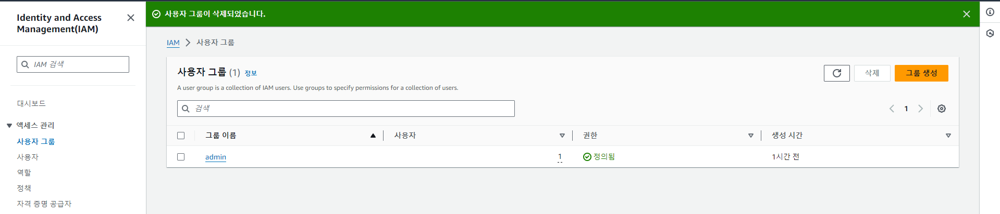 Identity and Access
Management(IAM)
IAM 검색
대시보드
액세스 관리
사용자 그룹
사용자
역할
정책
자격 증명 공급자
사용자 그룹이 삭제되었습니다.
IAM
사용자 그룹
사용자 그룹 (1) 정보
삭제
그룹 생성
A user group is a collection of IAM users. Use groups to specify permissions for a collection of users.
검색
1
그룹 이름 사용자 권한 생성 시간
admin 1 정의됨 1시간 전